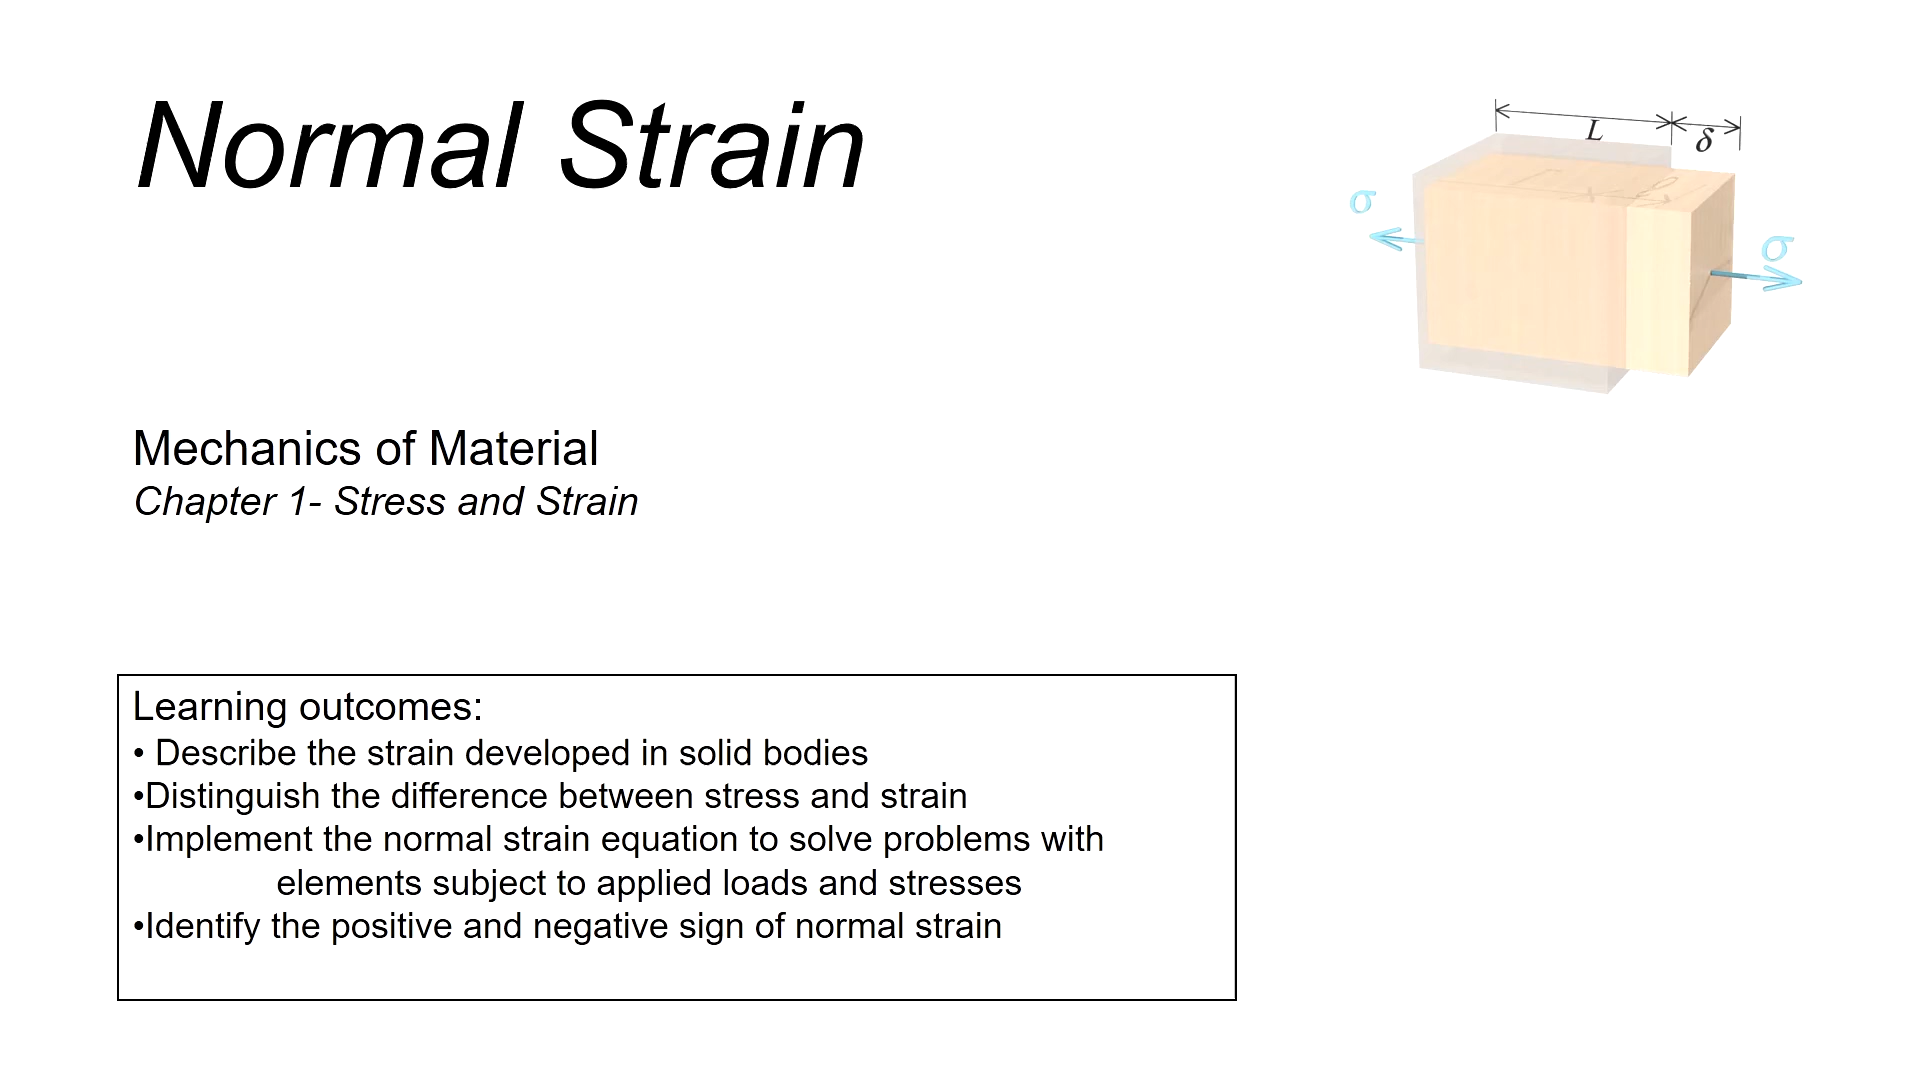 Normal Strain
L
δ
σ
σ
Mechanics of Material
Chapter 1- Stress and Strain
Learning outcomes:
• Describe the strain developed in solid bodies
•Distinguish the difference between stress and strain
•Implement the normal strain equation to solve problems with
elements subject to applied loads and stresses
•Identify the positive and negative sign of normal strain